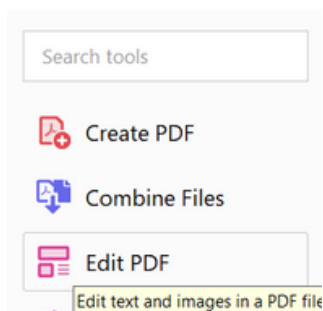 Search tools
Create PDF
Combine Files
Edit PDF
Edit text and images in a PDF file